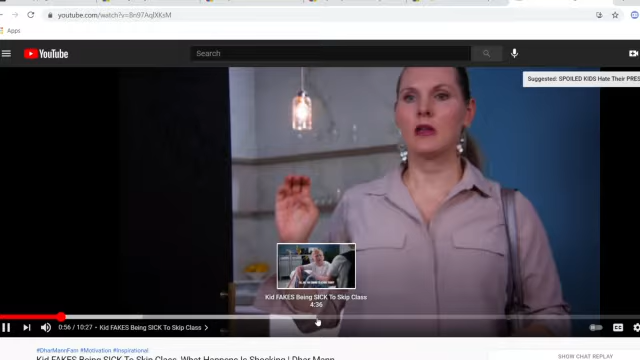 youtube.com/watch?v=8n97AqJXKsM
Apps
YouTube
Search
Suggested: SPOILED KIDS Hate Their PRES
Kid FAKES Being SICK To Skip Class
4:36
0:56 / 10:27 • Kid FAKES Being SICK To Skip Class
#DharMannFam #Motivation #Inspirational
Kid FAKES Being SICK To Skip Class, What Happens Is Shocking | Dhar Mann
SHOW CHAT REPLAY